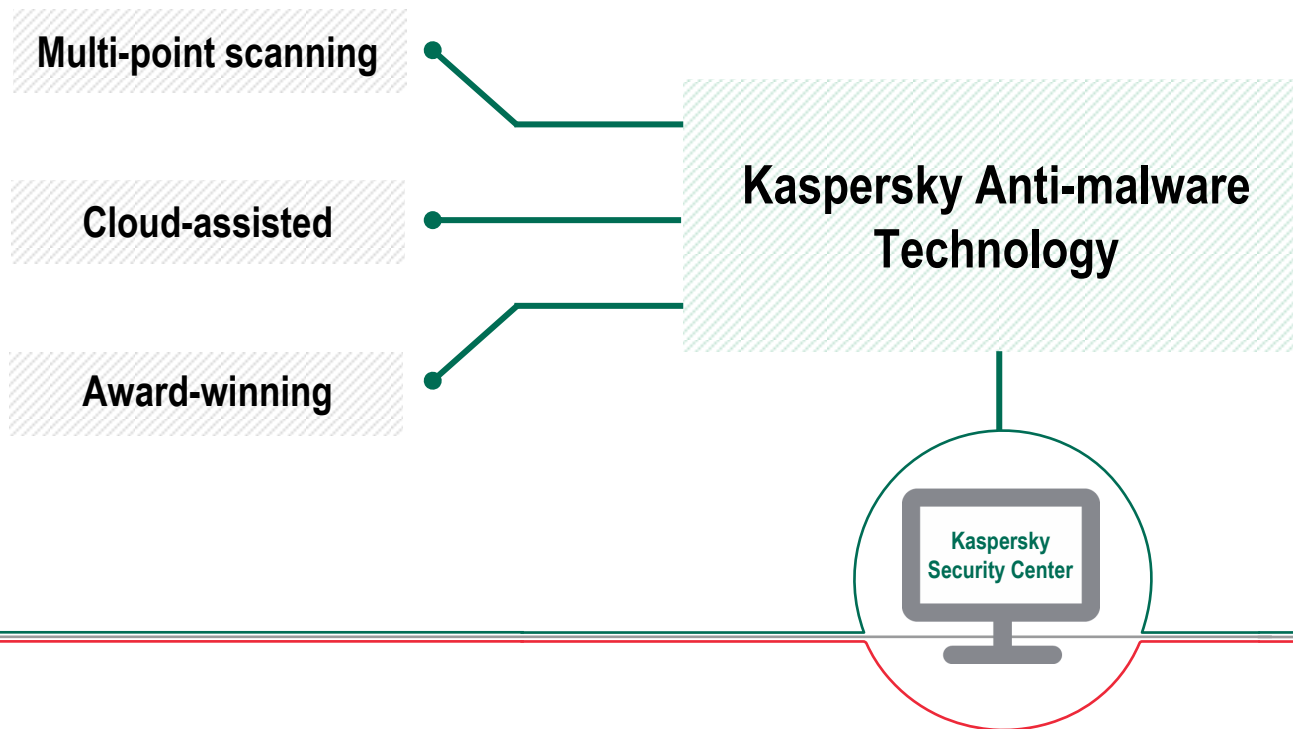 Multi-point scanning
Cloud-assisted
Award-winning
Kaspersky Anti-malware
Technology
Kaspersky
Security Center